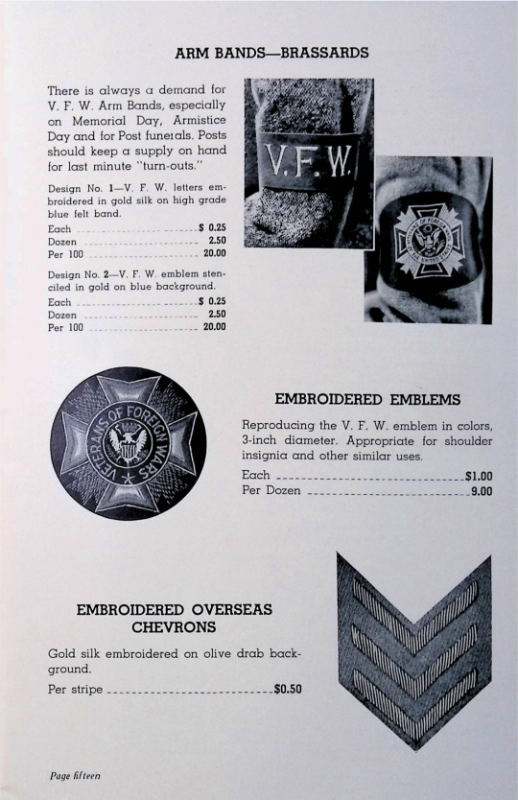 ARM BANDS—BRASSARDS
There is always a demand for
V. F. W. Arm Bands, especially
on Memorial Day, Armistice
Day and for Post funerals. Posts
should keep a supply on hand
for last minute "turn-outs."
Design No. 1—V. F. W. letters em-
broidered in gold silk on high grade
blue felt band.
Each $ 0.25
Dozen 2.50
Per 100 20.00
Design No. 2—V. F. W. emblem sten-
ciled in gold on blue background.
Each $ 0.25
Dozen 2.50
Per 100 20.00
V.F.W.
VETERANS OF FOREIGN WARS
EMBROIDERED EMBLEMS
Reproducing the V. F. W. emblem in colors,
3-inch diameter. Appropriate for shoulder
insignia and other similar uses.
Each $1.00
Per Dozen 9.00
EMBROIDERED OVERSEAS
CHEVRONS
Gold silk embroidered on olive drab back-
ground.
Per stripe $0.50
Page fifteen